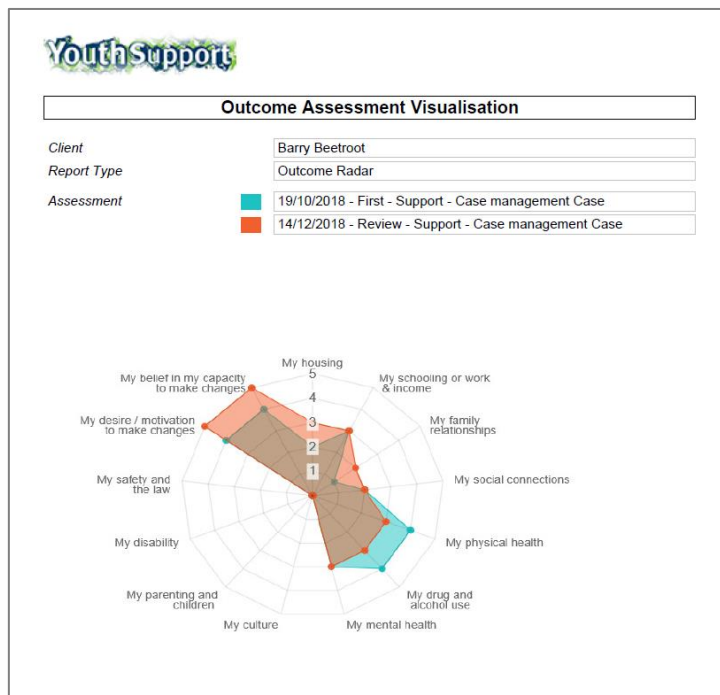 YouthSupport
Outcome Assessment Visualisation
Client
Barry Beetroot
Report Type
Outcome Radar
Assessment
19/10/2018 - First - Support - Case management Case
14/12/2018 - Review - Support - Case management Case
My housing
My schooling or work
& income
My family
relationships
My social connections
My physical health
My drug and
alcohol use
My mental health
My culture
My parenting and
children
My disability
My safety and
the law
My desire / motivation
to make changes
My belief in my capacity
to make changes
5
4
3
2
1